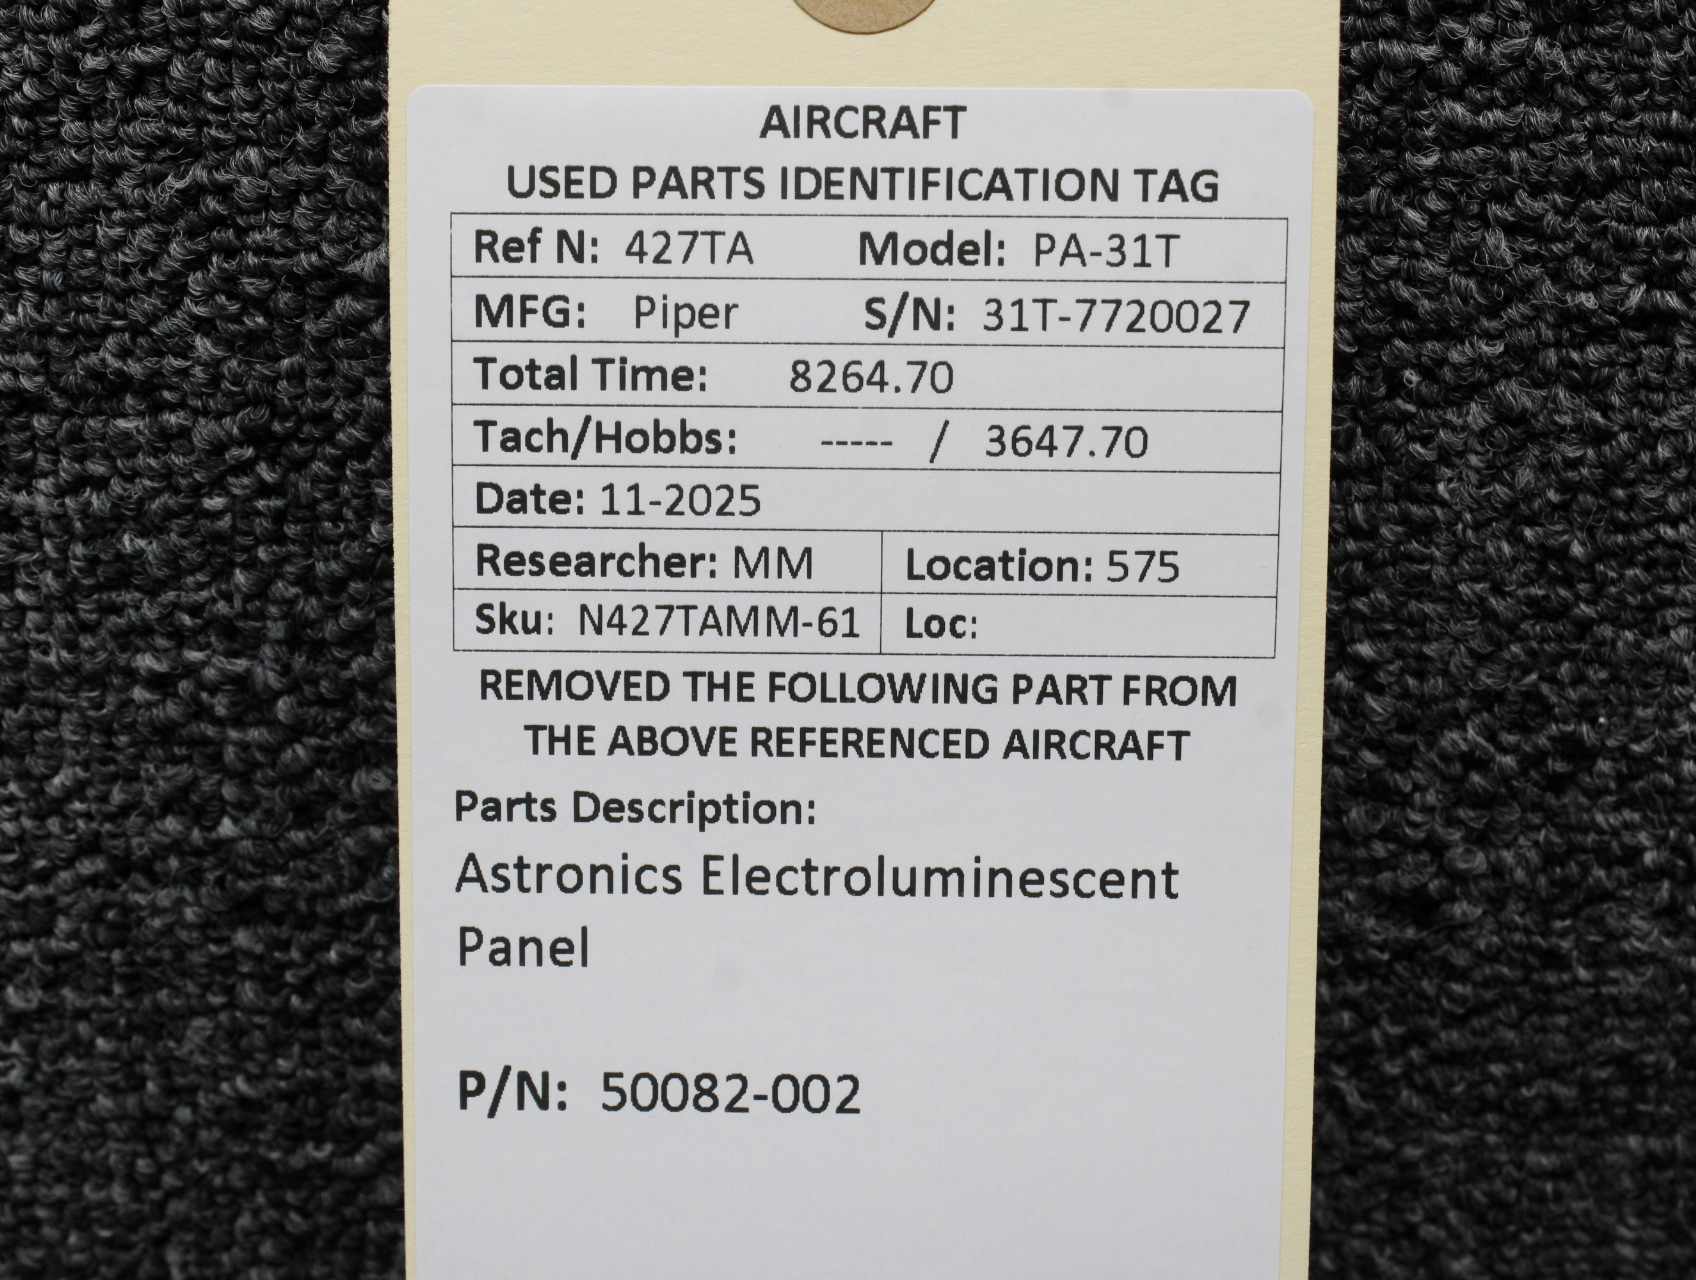 AIRCRAFT
USED PARTS IDENTIFICATION TAG
Ref N: 427TA Model: PA-31T
MFG: Piper S/N: 31T-7720027
Total Time: 8264.70
Tach/Hobbs: ----- / 3647.70
Date: 11-2025
Researcher: MM Location: 575
Sku: N427TAMM-61 Loc:
REMOVED THE FOLLOWING PART FROM
THE ABOVE REFERENCED AIRCRAFT
Parts Description:
Astronics Electroluminescent
Panel
P/N: 50082-002